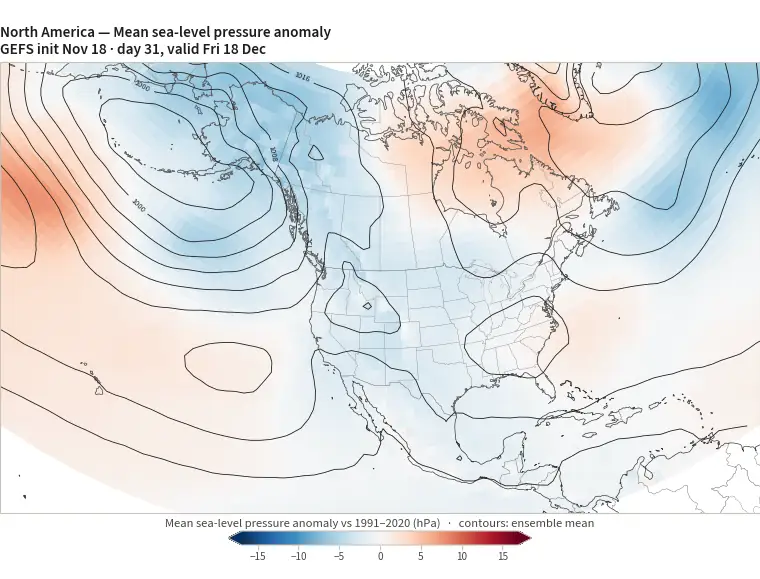 North America — Mean sea-level pressure anomaly
GEFS init Nov 18 · day 31, valid Fri 18 Dec
1016
1000
1008
1000
Mean sea-level pressure anomaly vs 1991–2020 (hPa) · contours: ensemble mean
−15 −10 −5 0 5 10 15